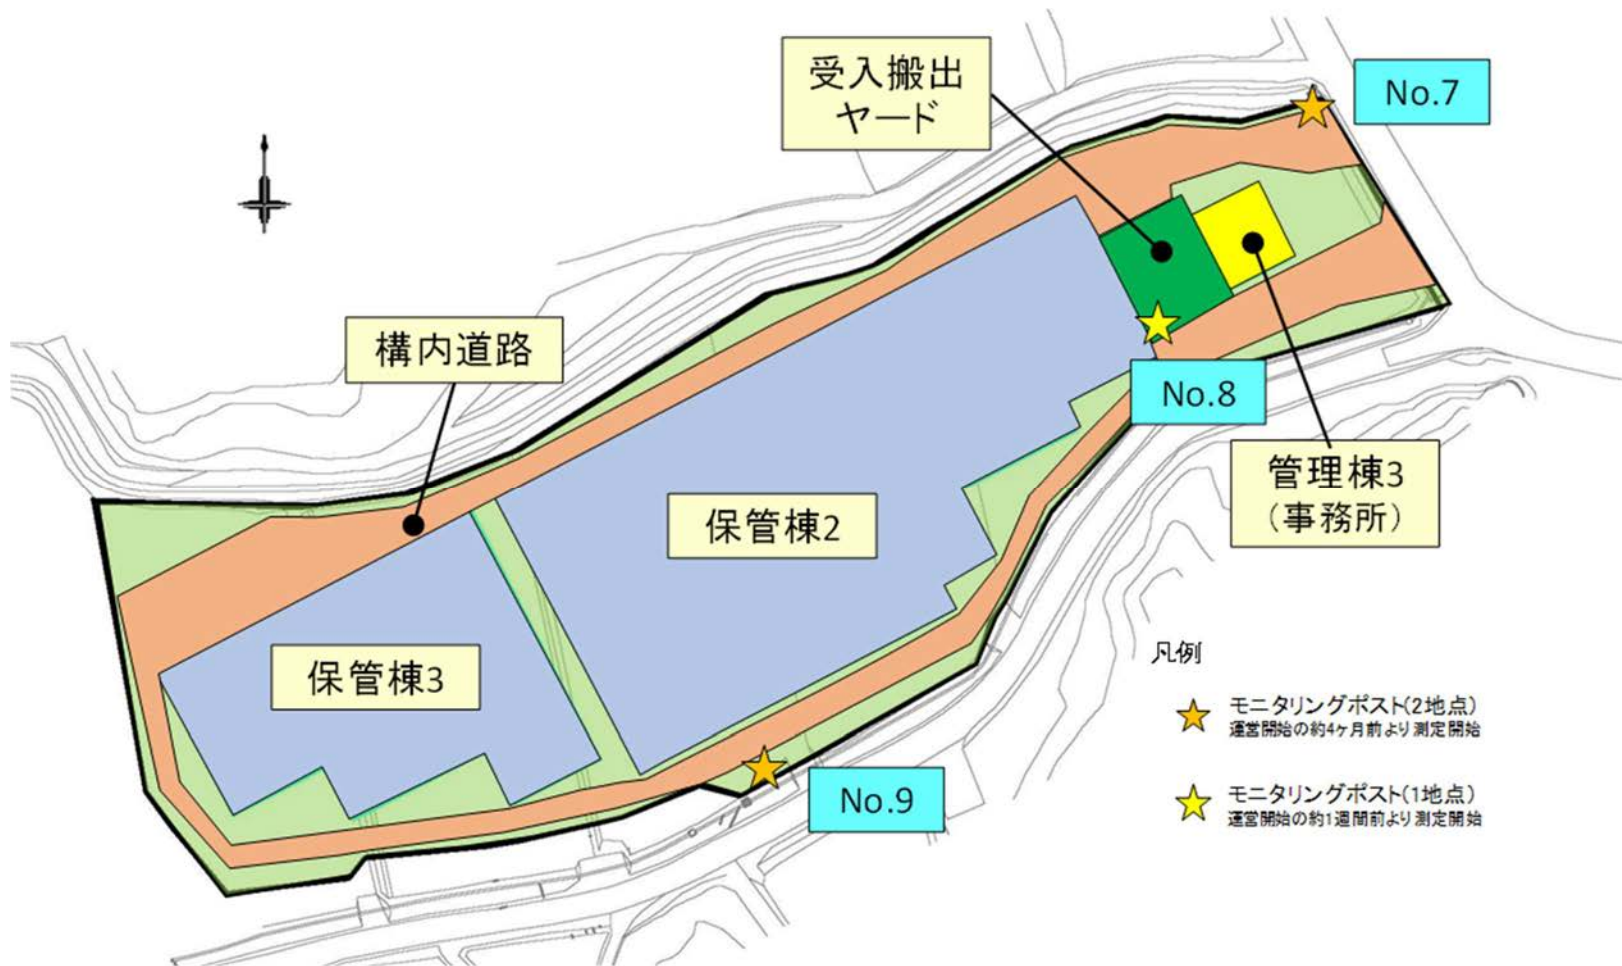 受入搬出
ヤード
No.7
構内道路
No.8
管理棟3
（事務所）
保管棟2
保管棟3
No.9
凡例
モニタリングポスト(2地点)
運営開始の約4ヶ月前より測定開始
モニタリングポスト(1地点)
運営開始の約1週間前より測定開始